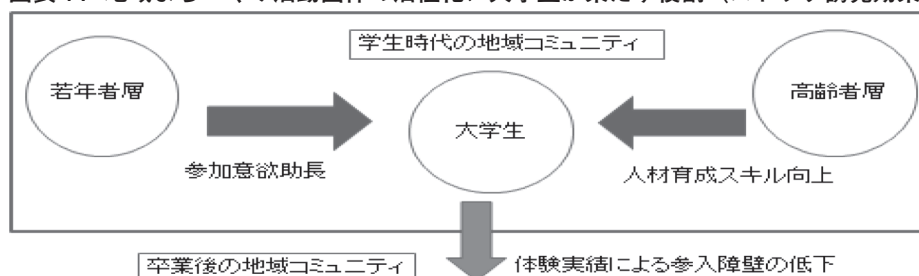 学生時代の地域コミュニティ
若年者層
高齢者層
大学生
参加意欲助長
人材育成スキル向上
卒業後の地域コミュニティ
体験実績による参入障壁の低下